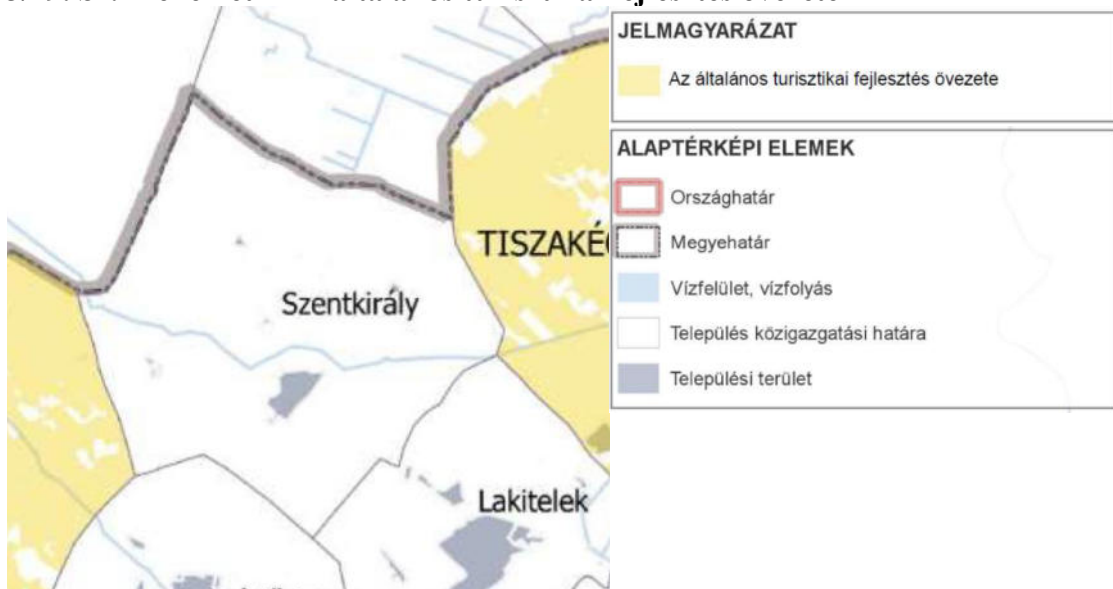 JELMAGYARÁZAT
Az általános turisztikai fejlesztés övezete
ALAPTÉRKÉPI ELEMEK
Országhatár
Megyehatár
Vízfelület, vízfolyás
Település közigazgatási határa
Települési terület
TISZAKÉ
Szentkirály
Lakitelek